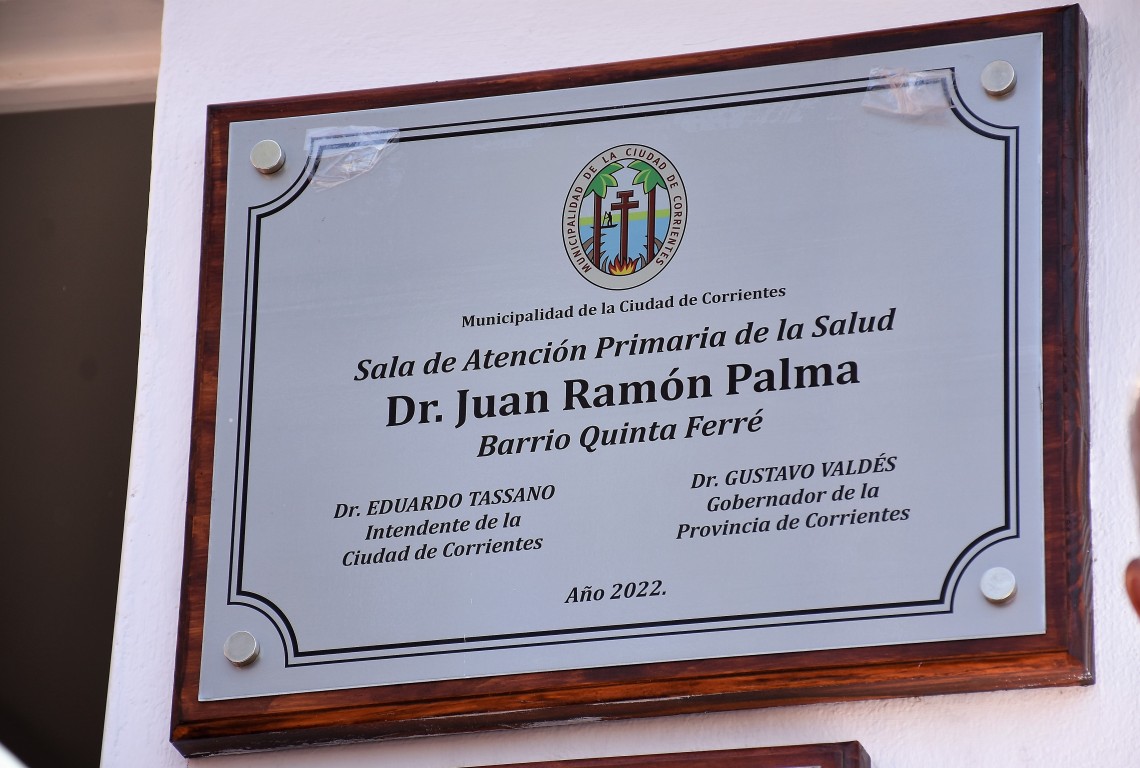 MUNICIPALIDAD DE LA CIUDAD DE CORRIENTES
Municipalidad de la Ciudad de Corrientes
Sala de Atención Primaria de la Salud
Dr. Juan Ramón Palma
Barrio Quinta Ferré
Dr. EDUARDO TASSANO
Intendente de la
Ciudad de Corrientes
Dr. GUSTAVO VALDÉS
Gobernador de la
Provincia de Corrientes
Año 2022.